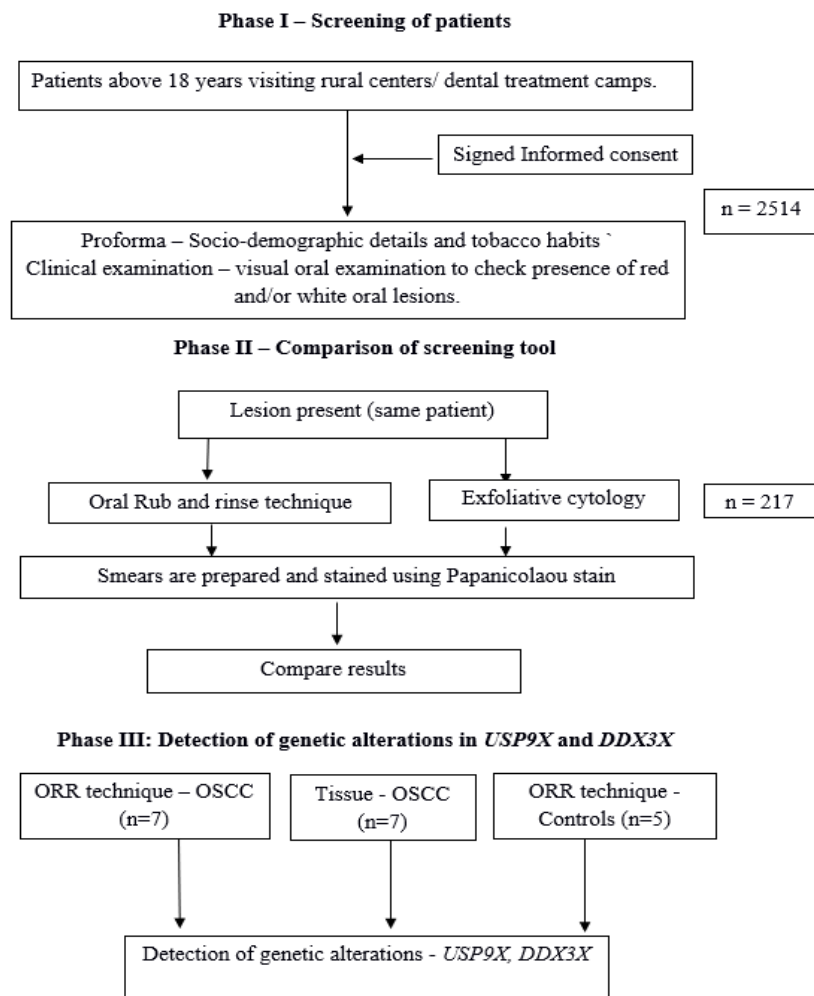 Phase I – Screening of patients
Patients above 18 years visiting rural centers/ dental treatment camps.
Signed Informed consent
n = 2514
Proforma – Socio-demographic details and tobacco habits `
Clinical examination – visual oral examination to check presence of red
and/or white oral lesions.
Phase II – Comparison of screening tool
Lesion present (same patient)
Oral Rub and rinse technique
Exfoliative cytology
n = 217
Smears are prepared and stained using Papanicolaou stain
Compare results
Phase III: Detection of genetic alterations in USP9X and DDX3X
ORR technique – OSCC
(n=7)
Tissue - OSCC
(n=7)
ORR technique -
Controls (n=5)
Detection of genetic alterations - USP9X, DDX3X